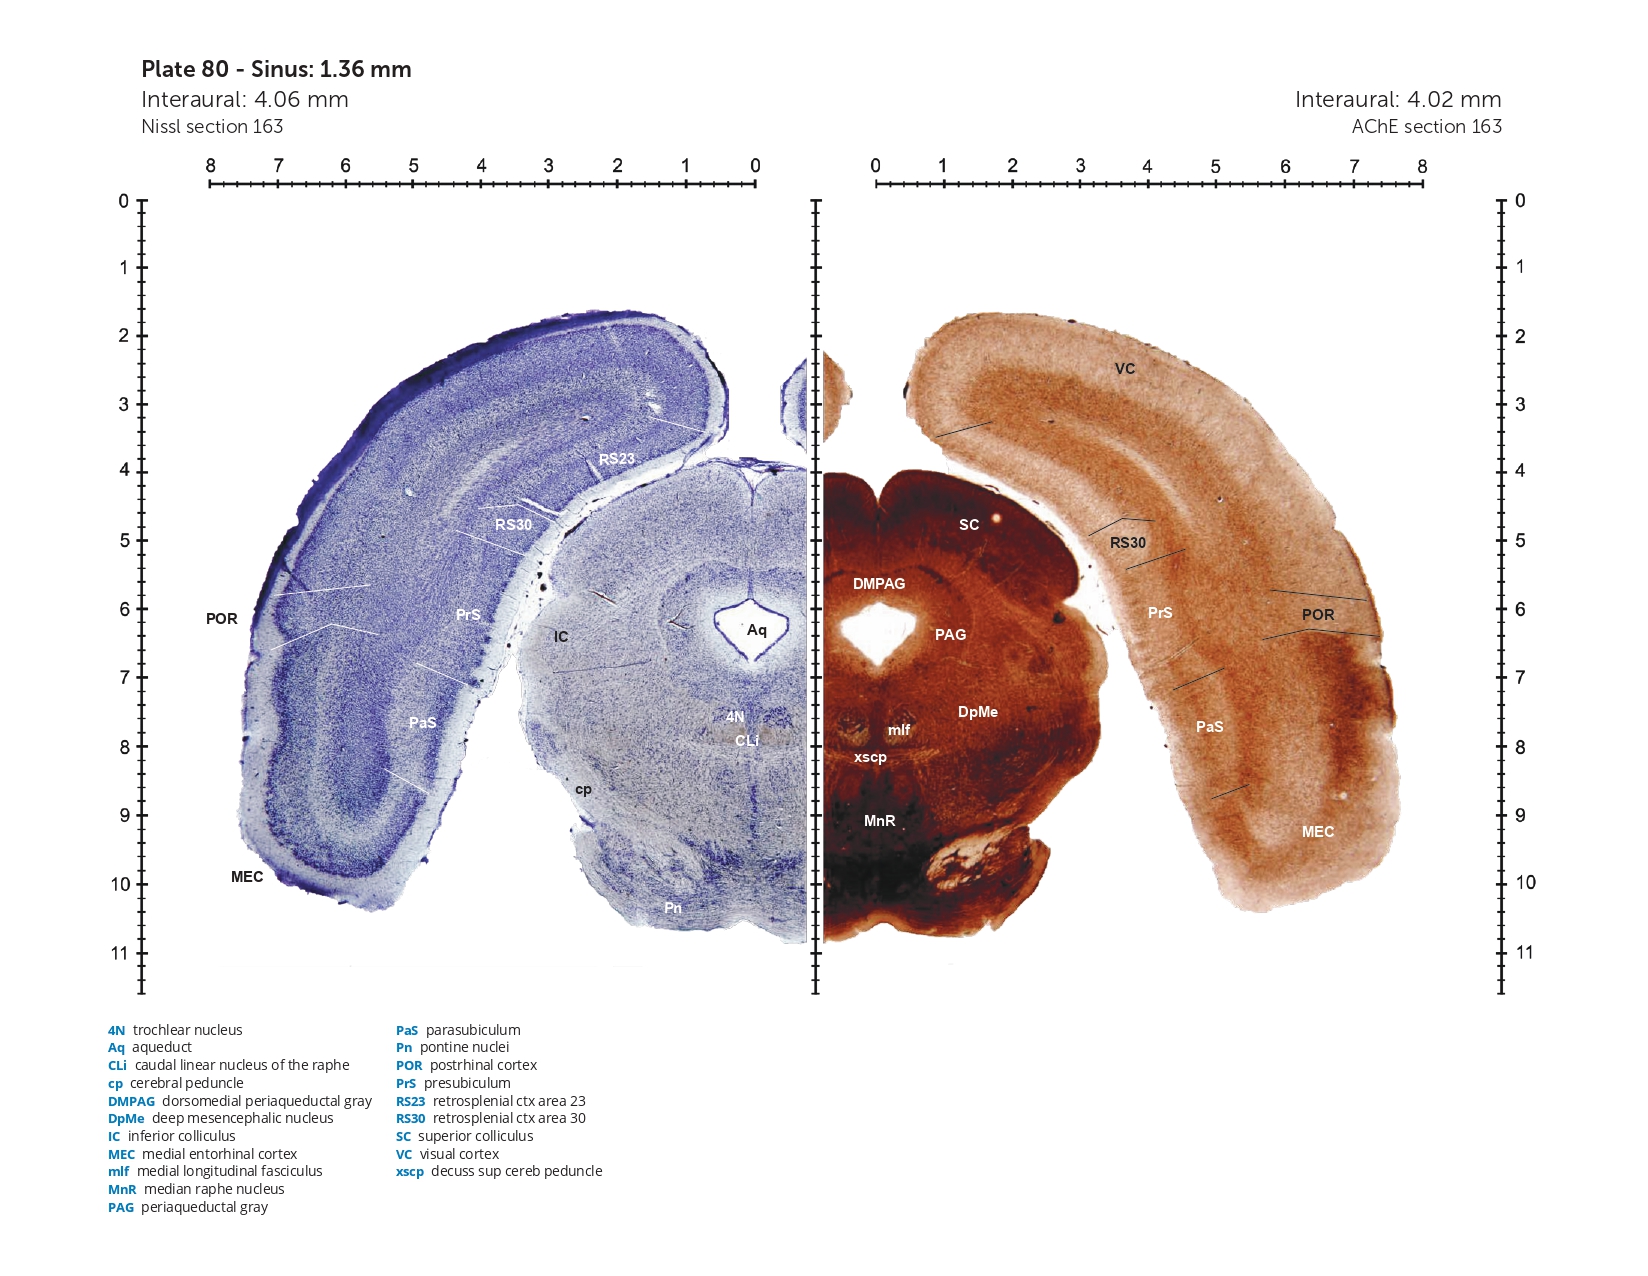 Plate 80 - Sinus: 1.36 mm
Interaural: 4.06 mm
Nissl section 163
Interaural: 4.02 mm
AChE section 163
8 7 6 5 4 3 2 1 0
0 1 2 3 4 5 6 7 8
0 0
1 1
2 2
VC
3 3
RS23
4 4
RS30
SC
5 5
RS30
DMPAG
6 6
POR
PrS
IC
Aq
PAG
PrS
POR
7 7
PaS
4N
CLi
mlf
DpMe
PaS
8 8
xscp
cp
9 9
MnR
MEC
MEC
10 10
Pn
11 11
4N trochlear nucleus
Aq aqueduct
CLi caudal linear nucleus of the raphe
cp cerebral peduncle
DMPAG dorsomedial periaqueductal gray
DpMe deep mesencephalic nucleus
IC inferior colliculus
MEC medial entorhinal cortex
mlf medial longitudinal fasciculus
MnR median raphe nucleus
PAG periaqueductal gray
PaS parasubiculum
Pn pontine nuclei
POR postrhinal cortex
PrS presubiculum
RS23 retrosplenial ctx area 23
RS30 retrosplenial ctx area 30
SC superior colliculus
VC visual cortex
xscp decuss sup cereb peduncle